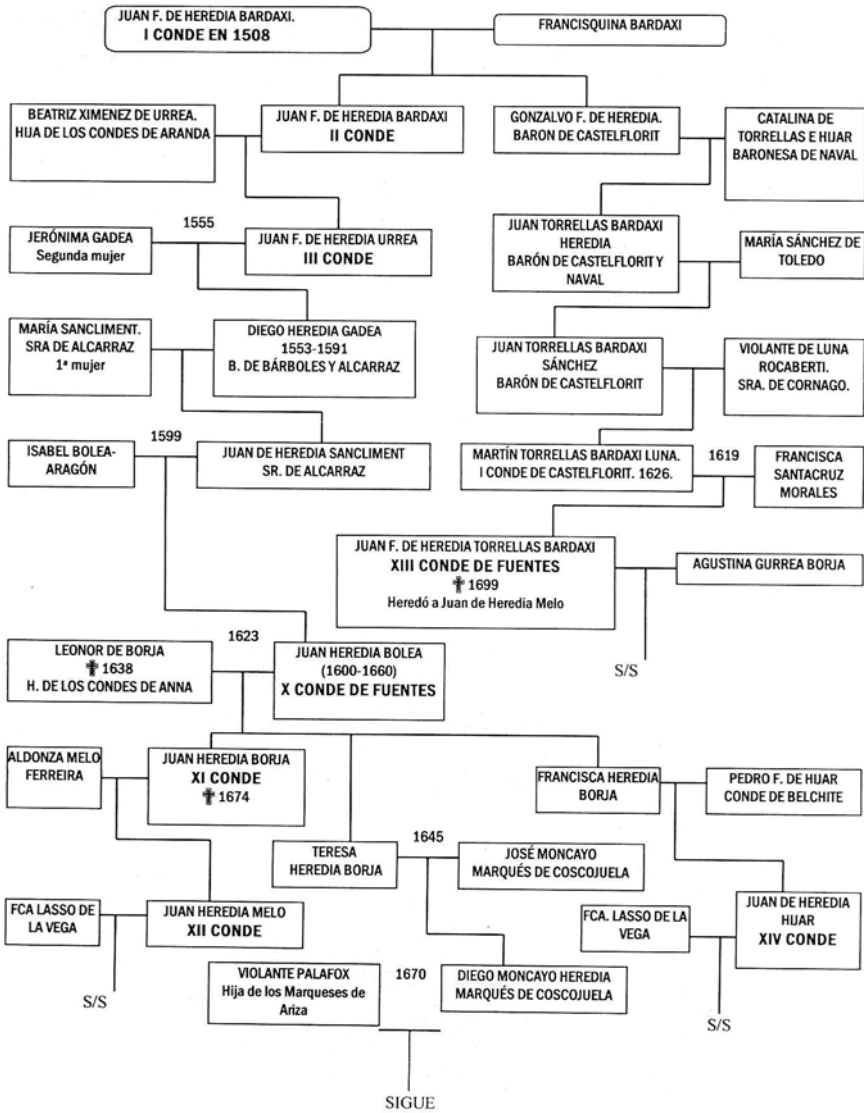 JUAN F. DE HEREDIA BARDAXI.
I CONDE EN 1508
FRANCISQUINA BARDAXI
BEATRIZ XIMENEZ DE URREA.
HIJA DE LOS CONDES DE ARANDA
JUAN F. DE HEREDIA BARDAXI
II CONDE
GONZALVO F. DE HEREDIA.
BARON DE CASTELFLORIT
CATALINA DE
TORRELLAS E HIJAR
BARONESA DE NAVAL
JERÓNIMA GADEA
Segunda mujer
1555
JUAN F. DE HEREDIA URREA
III CONDE
JUAN TORRELLAS BARDAXI
HEREDIA
BARÓN DE CASTELFLORIT Y
NAVAL
MARÍA SÁNCHEZ DE
TOLEDO
MARÍA SANCLIMENT.
SRA DE ALCARRAZ
1ª mujer
DIEGO HEREDIA GADEA
1553-1591
B. DE BÁRBOLES Y ALCARRAZ
JUAN TORRELLAS BARDAXI
SÁNCHEZ
BARÓN DE CASTELFLORIT
VIOLANTE DE LUNA
ROCABERTI.
SRA. DE CORNAGO.
ISABEL BOLEA-
ARAGÓN
1599
JUAN DE HEREDIA SANCLIMENT
SR. DE ALCARRAZ
MARTÍN TORRELLAS BARDAXI LUNA.
I CONDE DE CASTELFLORIT. 1626.
1619
FRANCISCA
SANTACRUZ
MORALES
JUAN F. DE HEREDIA TORRELLAS BARDAXI
XIII CONDE DE FUENTES
✟ 1699
Heredó a Juan de Heredia Melo
AGUSTINA GURREA BORJA
S/S
LEONOR DE BORJA
✟ 1638
H. DE LOS CONDES DE ANNA
1623
JUAN HEREDIA BOLEA
(1600-1660)
X CONDE DE FUENTES
ALDONZA MELO
FERREIRA
JUAN HEREDIA BORJA
XI CONDE
✟ 1674
FRANCISCA HEREDIA
BORJA
PEDRO F. DE HIJAR
CONDE DE BELCHITE
TERESA
HEREDIA BORJA
1645
JOSÉ MONCAYO
MARQUÉS DE COSCOJUELA
FCA LASSO DE
LA VEGA
JUAN HEREDIA MELO
XII CONDE
FCA. LASSO DE LA
VEGA
JUAN DE HEREDIA
HIJAR
XIV CONDE
S/S
VIOLANTE PALAFOX
Hija de los Marqueses de
Ariza
1670
DIEGO MONCAYO HEREDIA
MARQUÉS DE COSCOJUELA
S/S
SIGUE